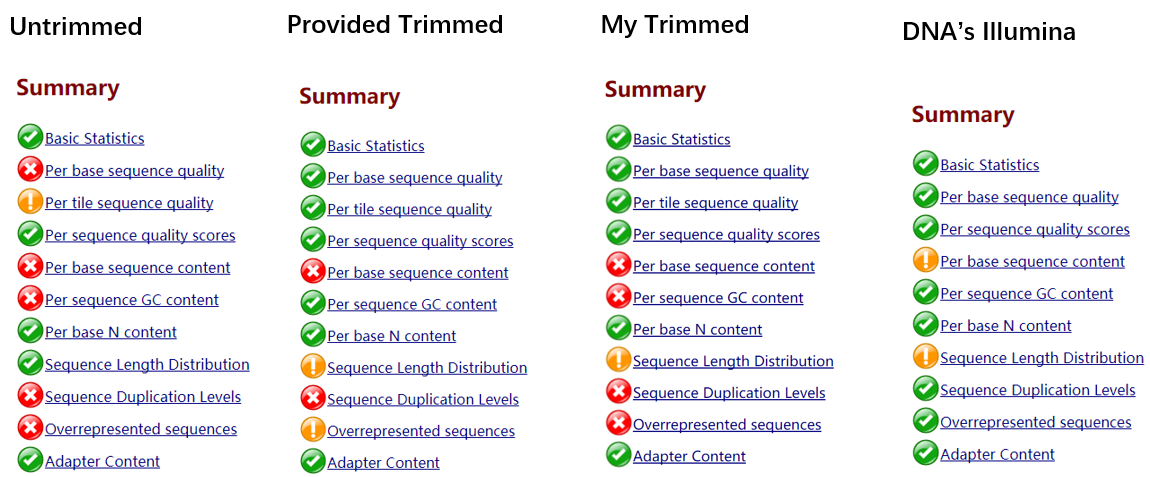 Untrimmed
Summary
Basic Statistics
Per base sequence quality
Per tile sequence quality
Per sequence quality scores
Per base sequence content
Per sequence GC content
Per base N content
Sequence Length Distribution
Sequence Duplication Levels
Overrepresented sequences
Adapter Content
Provided Trimmed
Summary
Basic Statistics
Per base sequence quality
Per tile sequence quality
Per sequence quality scores
Per base sequence content
Per sequence GC content
Per base N content
Sequence Length Distribution
Sequence Duplication Levels
Overrepresented sequences
Adapter Content
My Trimmed
Summary
Basic Statistics
Per base sequence quality
Per tile sequence quality
Per sequence quality scores
Per base sequence content
Per sequence GC content
Per base N content
Sequence Length Distribution
Sequence Duplication Levels
Overrepresented sequences
Adapter Content
DNA’s Illumina
Summary
Basic Statistics
Per base sequence quality
Per sequence quality scores
Per base sequence content
Per sequence GC content
Per base N content
Sequence Length Distribution
Sequence Duplication Levels
Overrepresented sequences
Adapter Content